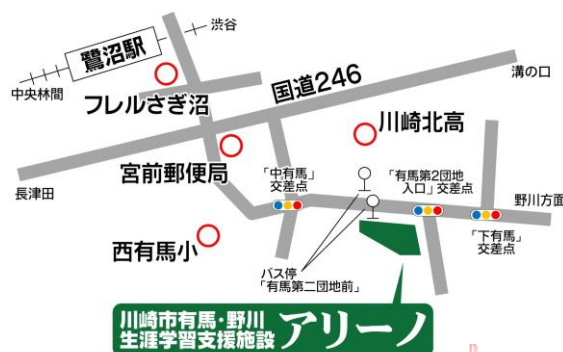 渋谷
鷺沼駅
中央林間
フレルさぎ沼
国道246
溝の口
川崎北高
宮前郵便局
長津田
「中有馬」
交差点
「有馬第2団地
入口」交差点
野川方面
西有馬小
バス停
「有馬第二団地前」
「下有馬」
交差点
川崎市有馬・野川
生涯学習支援施設
アリーノ